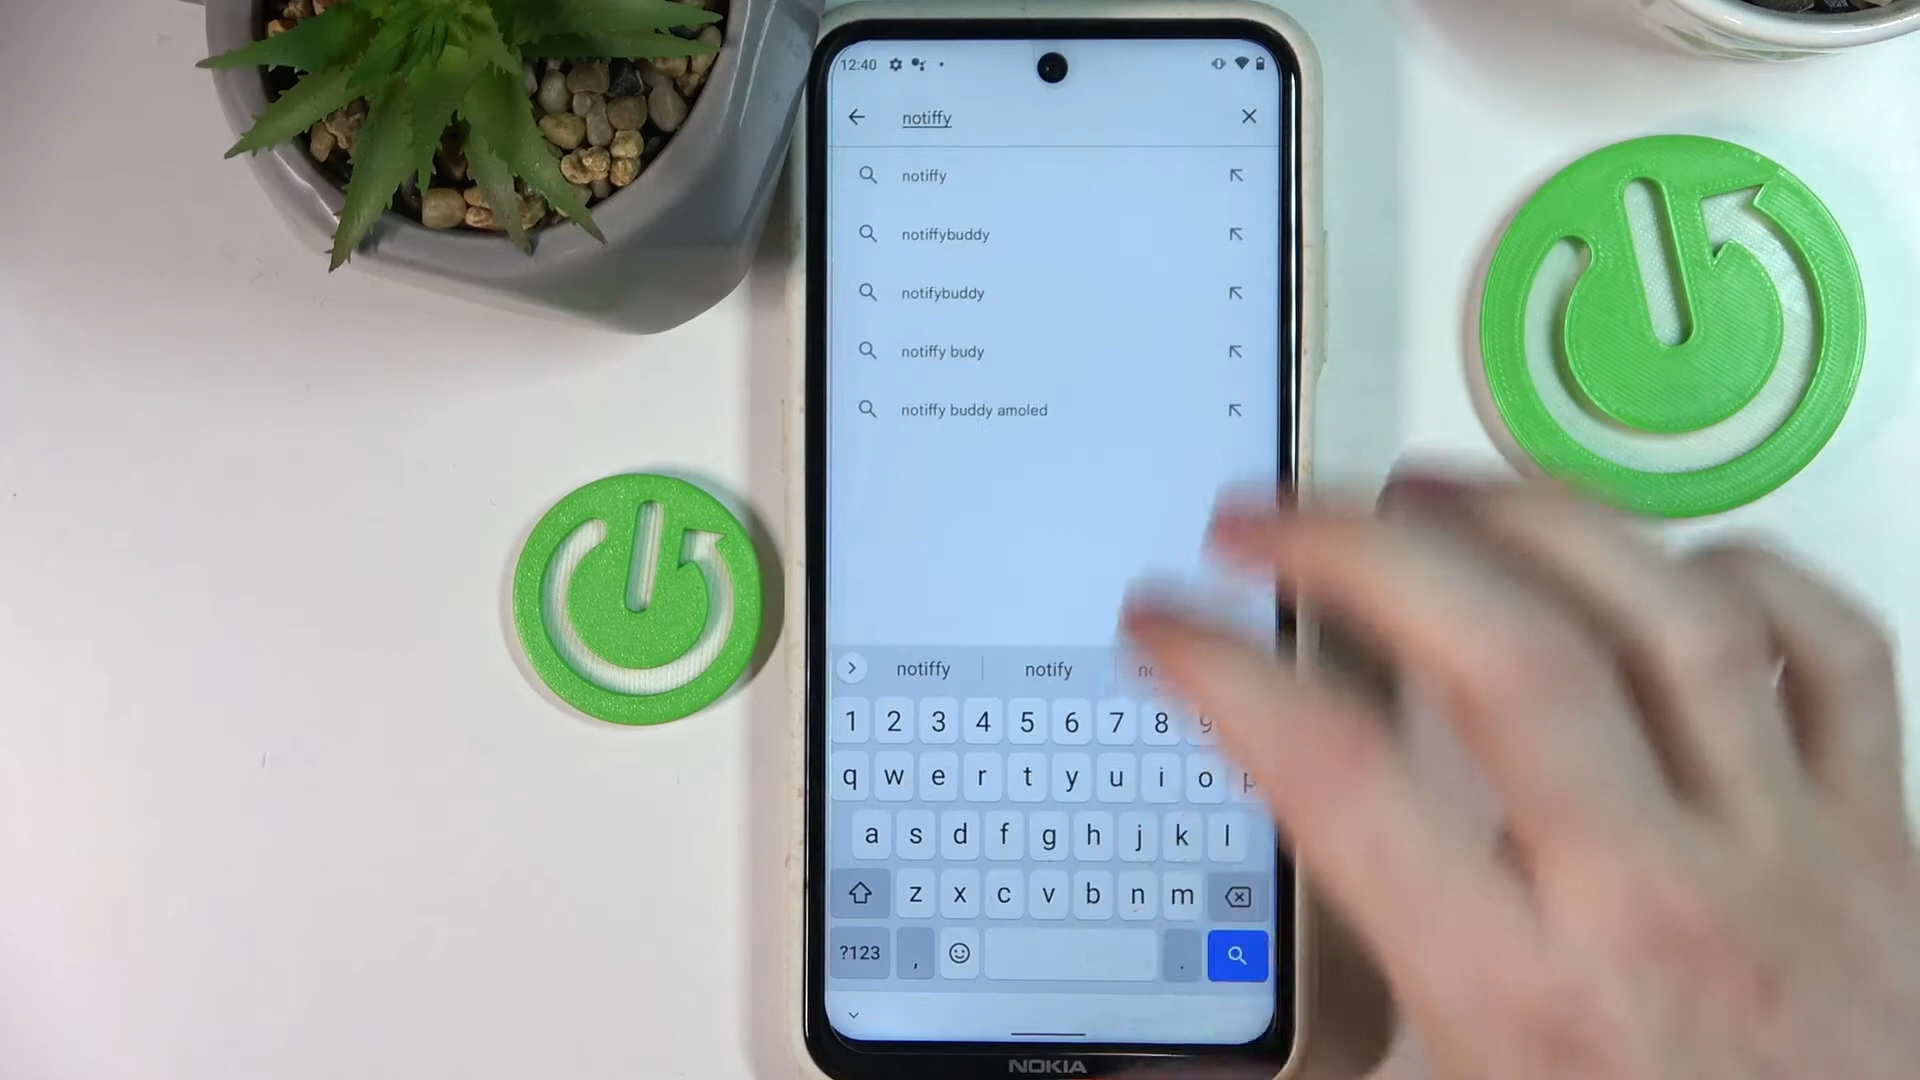 12:40
notiffy
notiffy
notiffybuddy
notifybuddy
notiffy budy
notiffy buddy amoled
notiffy notify
1 2 3 4 5 6 7 8 9
q w e r t y u i o p
a s d f g h j k l
z x c v b n m
?123 , .
NOKIA